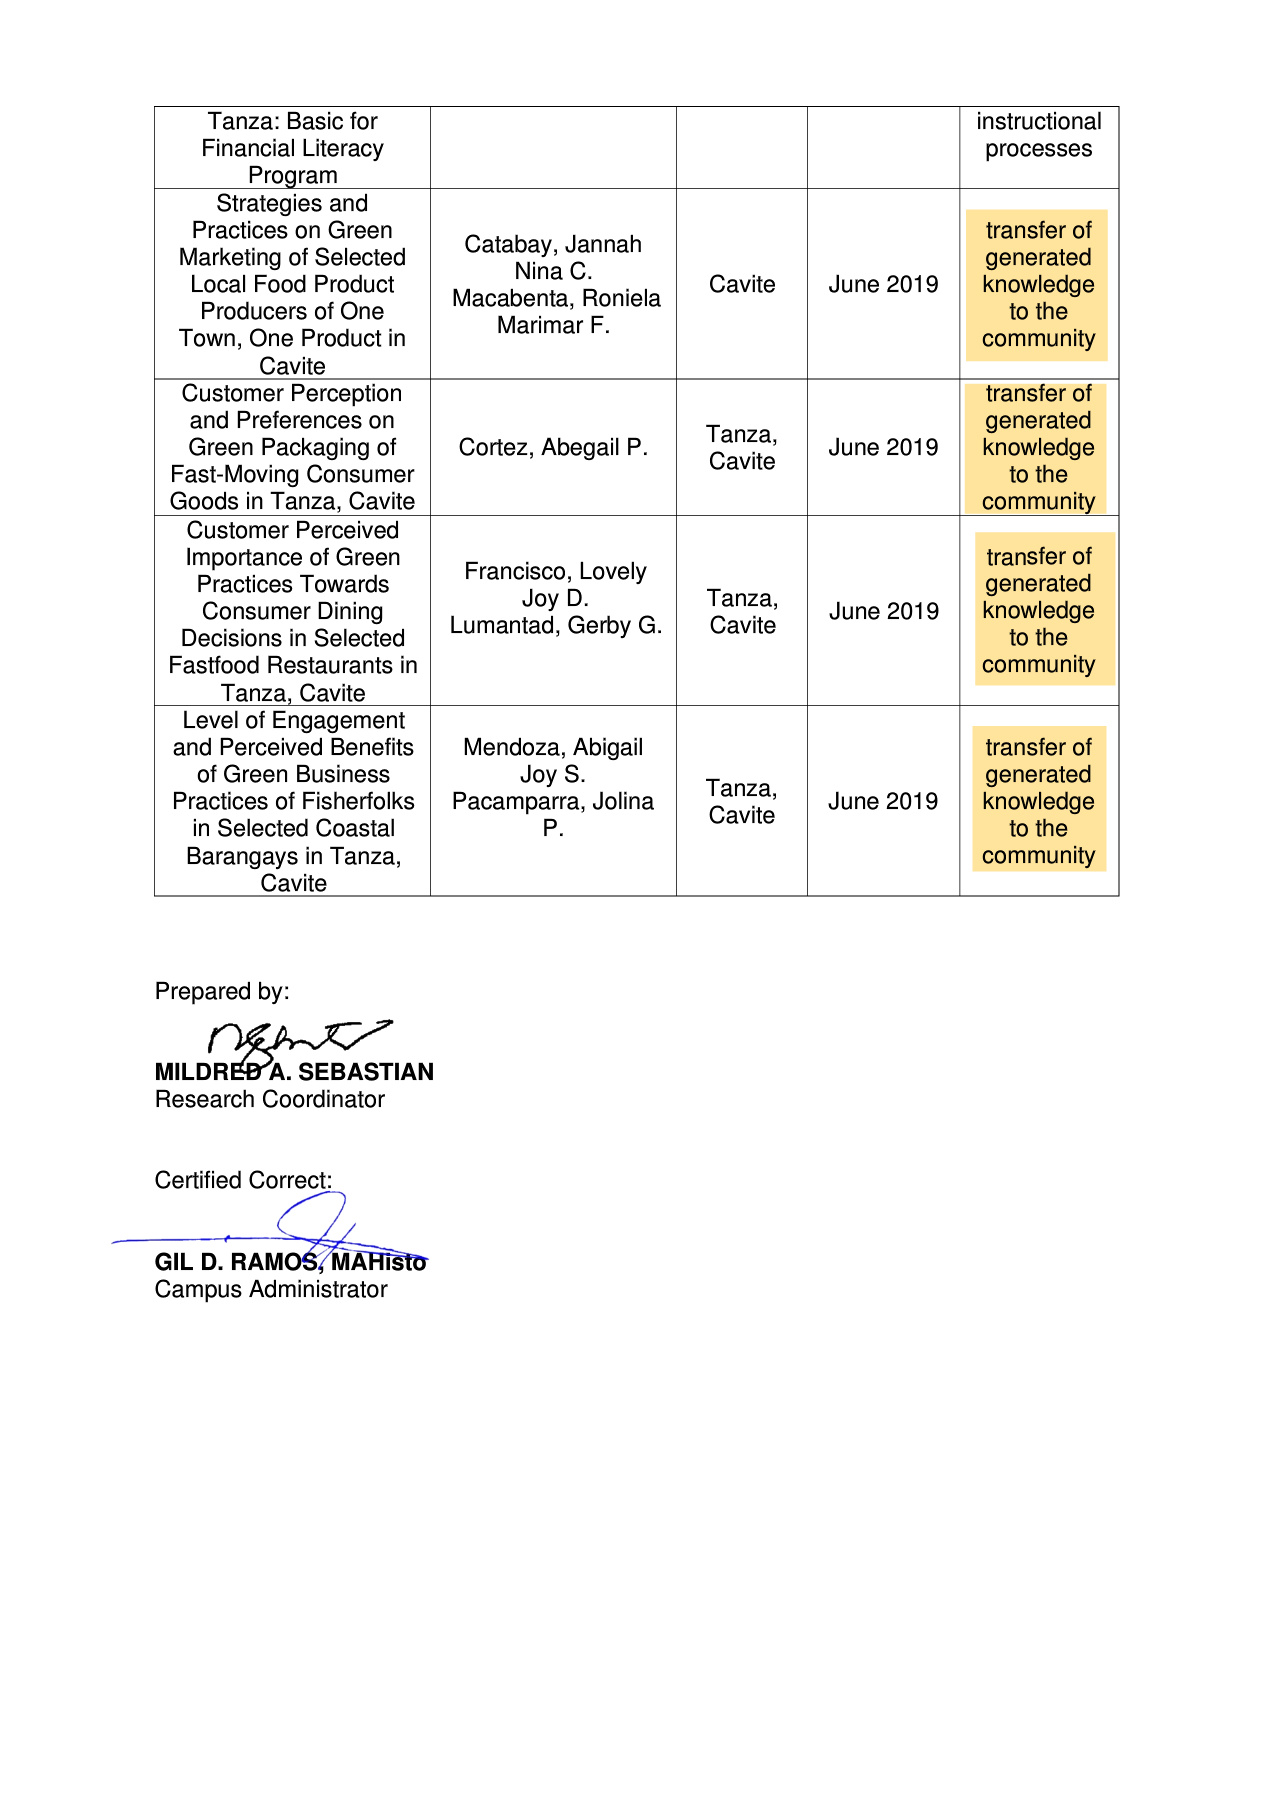 Tanza: Basic for
Financial Literacy
Program
instructional
processes
Strategies and
Practices on Green
Marketing of Selected
Local Food Product
Producers of One
Town, One Product in
Cavite
Catabay, Jannah
Nina C.
Macabenta, Roniela
Marimar F.
Cavite
June 2019
transfer of
generated
knowledge
to the
community
Customer Perception
and Preferences on
Green Packaging of
Fast-Moving Consumer
Goods in Tanza, Cavite
Cortez, Abegail P.
Tanza,
Cavite
June 2019
transfer of
generated
knowledge
to the
community
Customer Perceived
Importance of Green
Practices Towards
Consumer Dining
Decisions in Selected
Fastfood Restaurants in
Tanza, Cavite
Francisco, Lovely
Joy D.
Lumantad, Gerby G.
Tanza,
Cavite
June 2019
transfer of
generated
knowledge
to the
community
Level of Engagement
and Perceived Benefits
of Green Business
Practices of Fisherfolks
in Selected Coastal
Barangays in Tanza,
Cavite
Mendoza, Abigail
Joy S.
Pacamparra, Jolina
P.
Tanza,
Cavite
June 2019
transfer of
generated
knowledge
to the
community
Prepared by:
MILDRED A. SEBASTIAN
Research Coordinator
Certified Correct:
GIL D. RAMOS, MAHisto
Campus Administrator